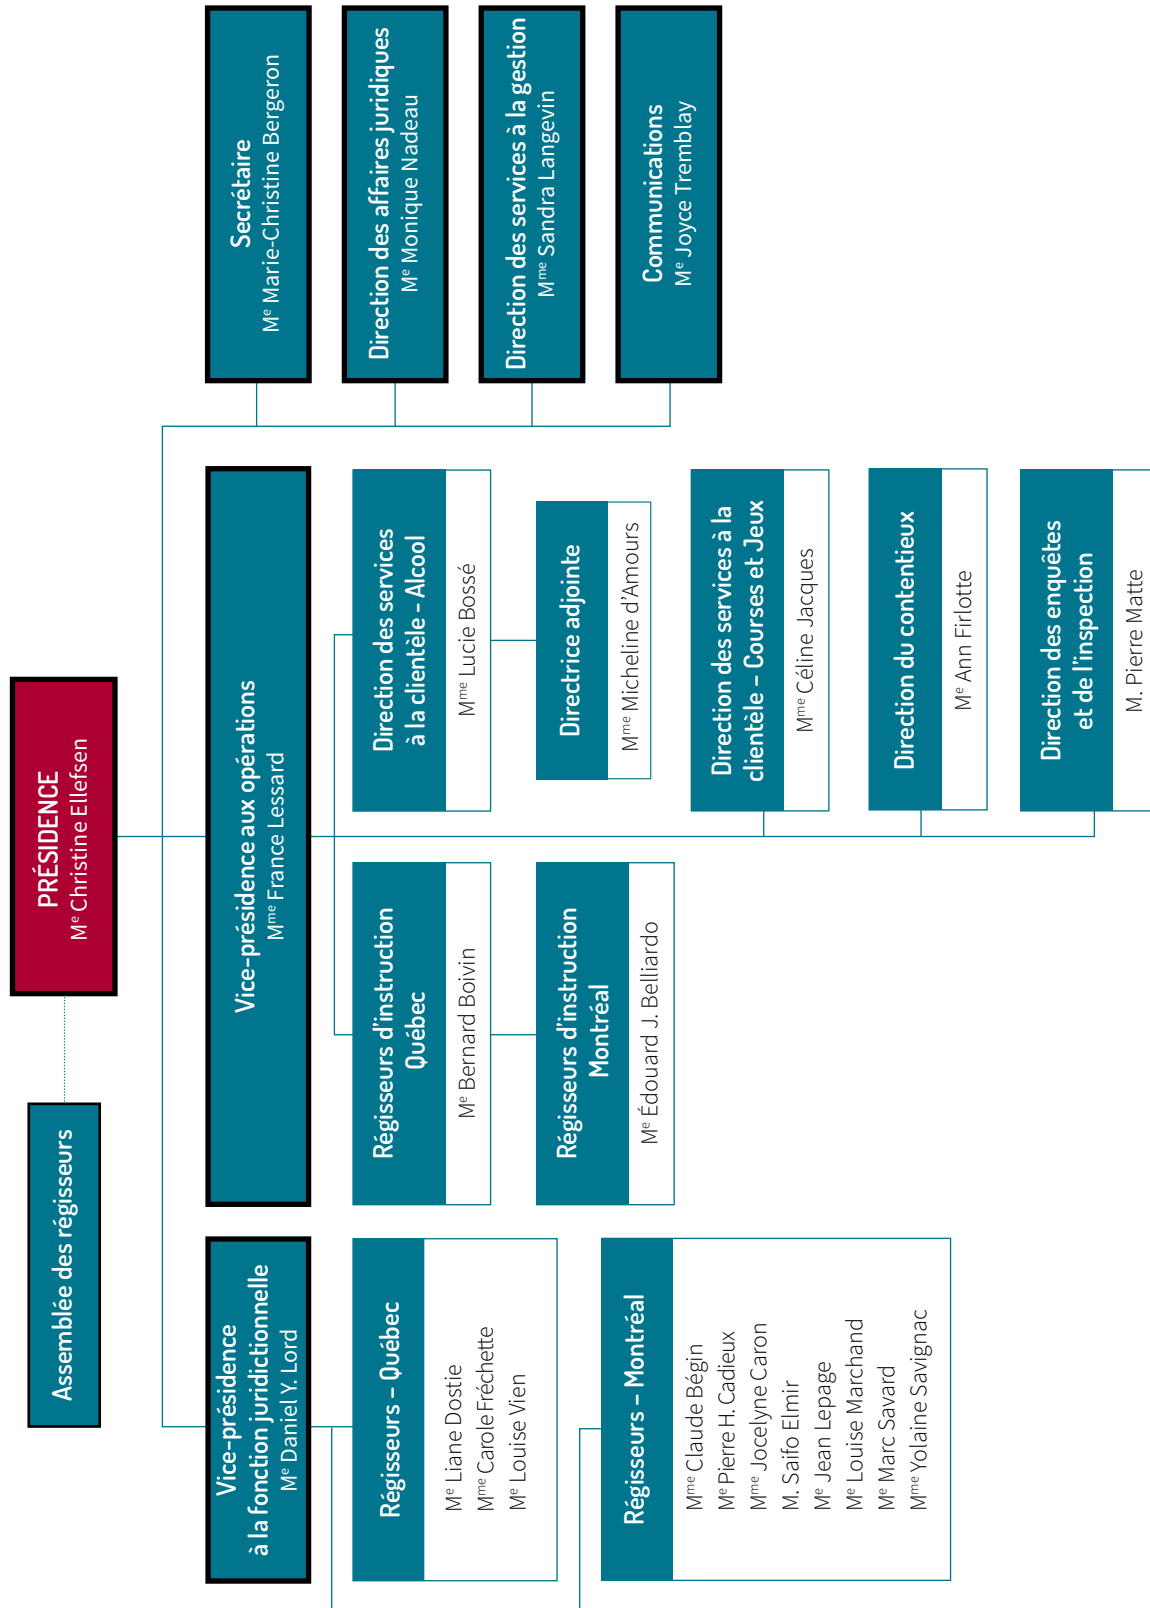 PRÉSIDENCE
Mᵉ Christine Ellefsen
Assemblée des régisseurs
Vice-présidence
à la fonction juridictionnelle
Mᵉ Daniel Y. Lord
Régisseurs – Québec
Mᵉ Liane Dostie
Mᵐᵉ Carole Fréchette
Mᵉ Louise Vien
Régisseurs – Montréal
Mᵐᵉ Claude Bégin
Mᵉ Pierre H. Cadieux
Mᵐᵉ Jocelyne Caron
M. Saifo Elmir
Mᵉ Jean Lepage
Mᵉ Louise Marchand
Mᵉ Marc Savard
Mᵐᵉ Yolaine Savignac
Vice-présidence aux opérations
Mᵐᵉ France Lessard
Régisseurs d'instruction
Québec
Mᵉ Bernard Boivin
Régisseurs d'instruction
Montréal
Mᵉ Édouard J. Belliardo
Direction des services
à la clientèle – Alcool
Mᵐᵉ Lucie Bossé
Directrice adjointe
Mᵐᵉ Micheline d'Amours
Direction des services à la
clientèle – Courses et Jeux
Mᵐᵉ Céline Jacques
Direction du contentieux
Mᵉ Ann Firlotte
Direction des enquêtes
et de l'inspection
M. Pierre Matte
Secrétaire
Mᵉ Marie-Christine Bergeron
Direction des affaires juridiques
Mᵉ Monique Nadeau
Direction des services à la gestion
Mᵐᵉ Sandra Langevin
Communications
Mᵉ Joyce Tremblay